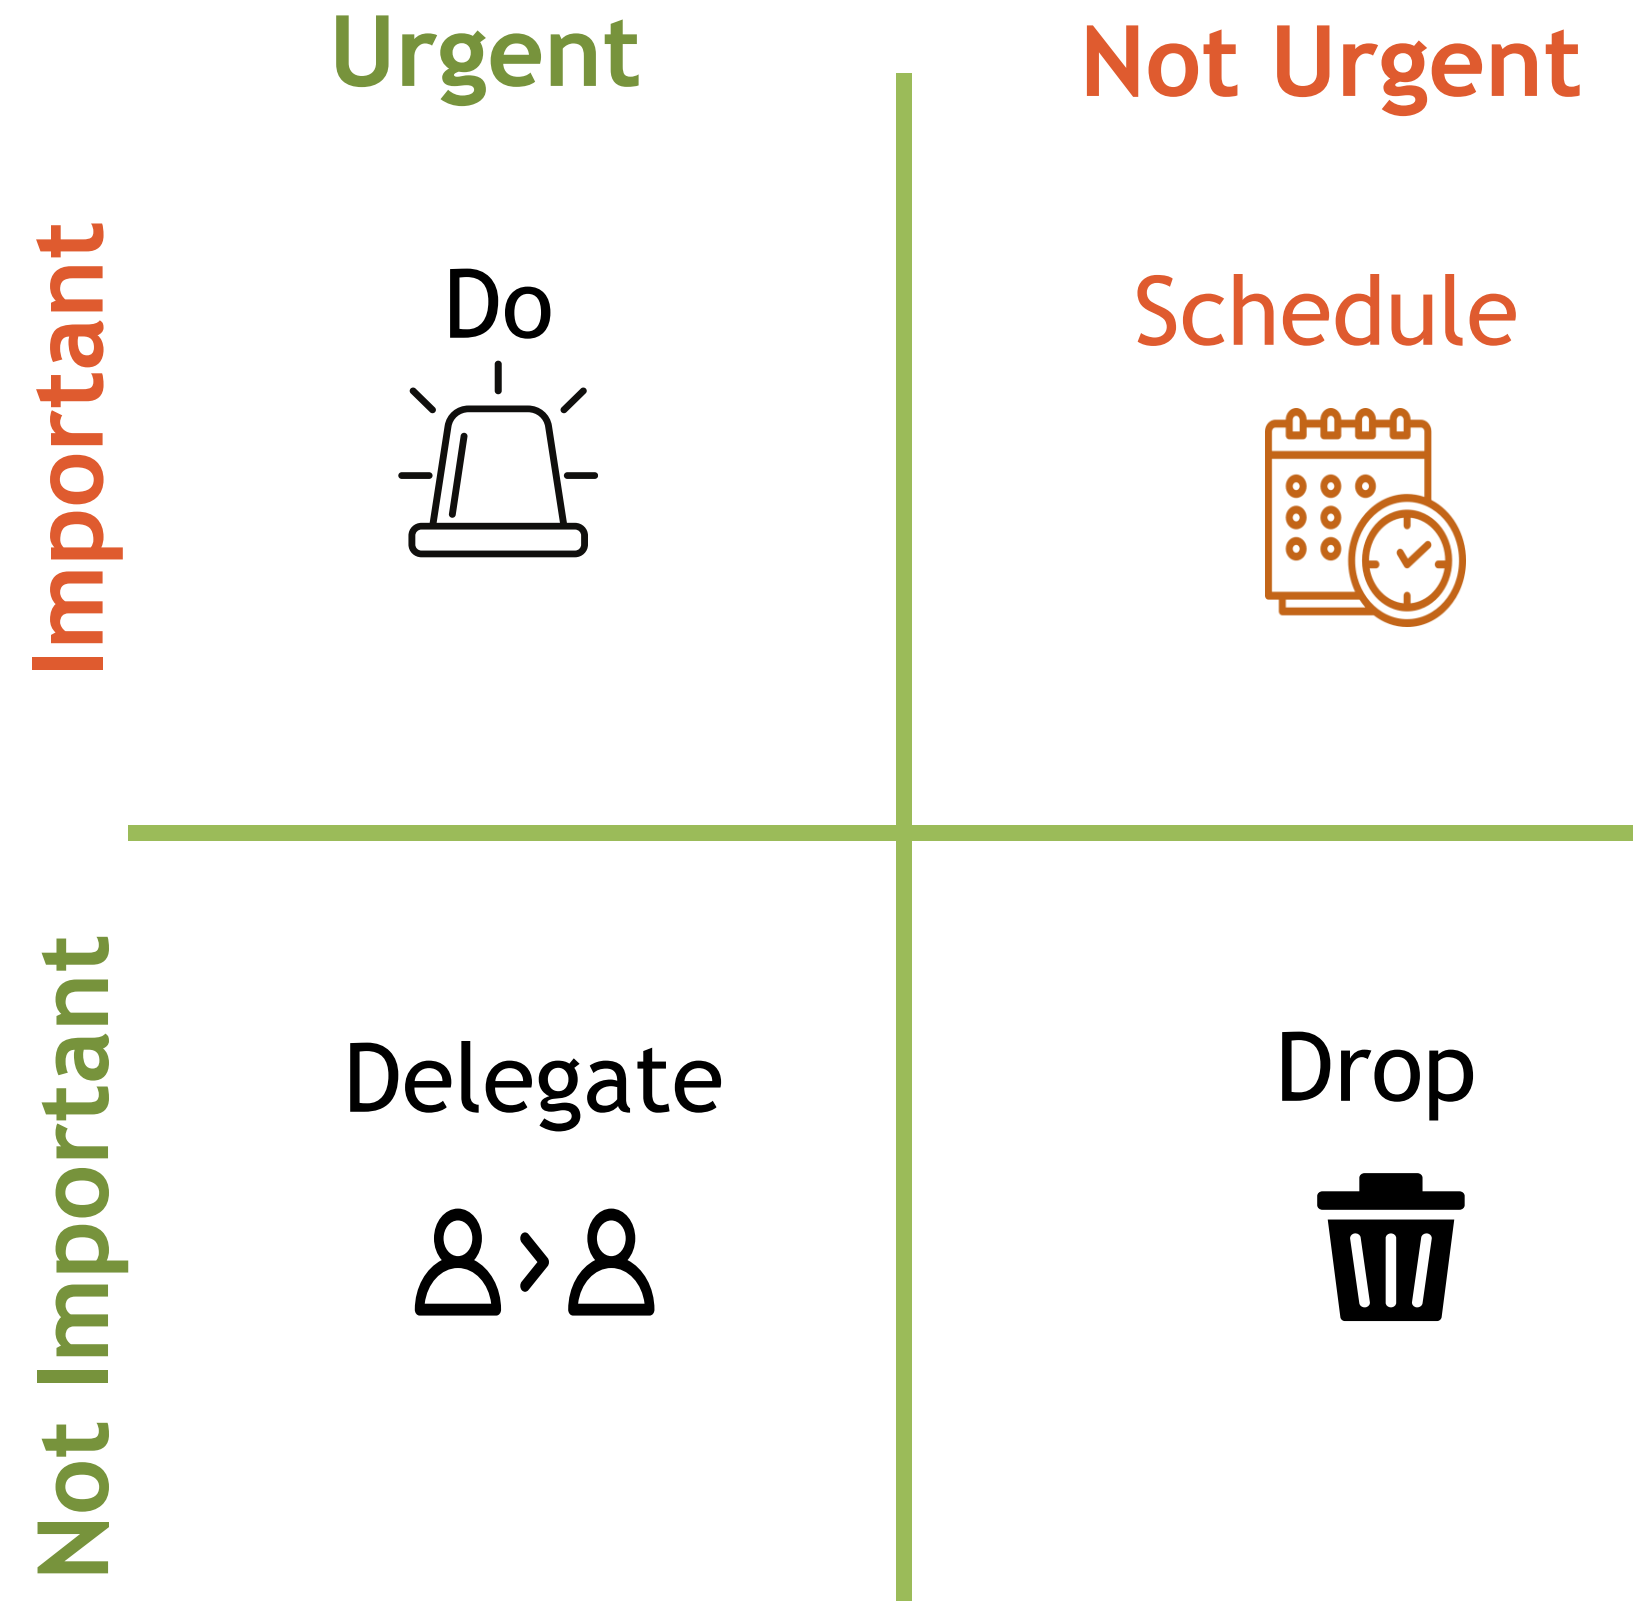 Urgent
Not Urgent
Important
Do
Schedule
Not Important
Delegate
Drop